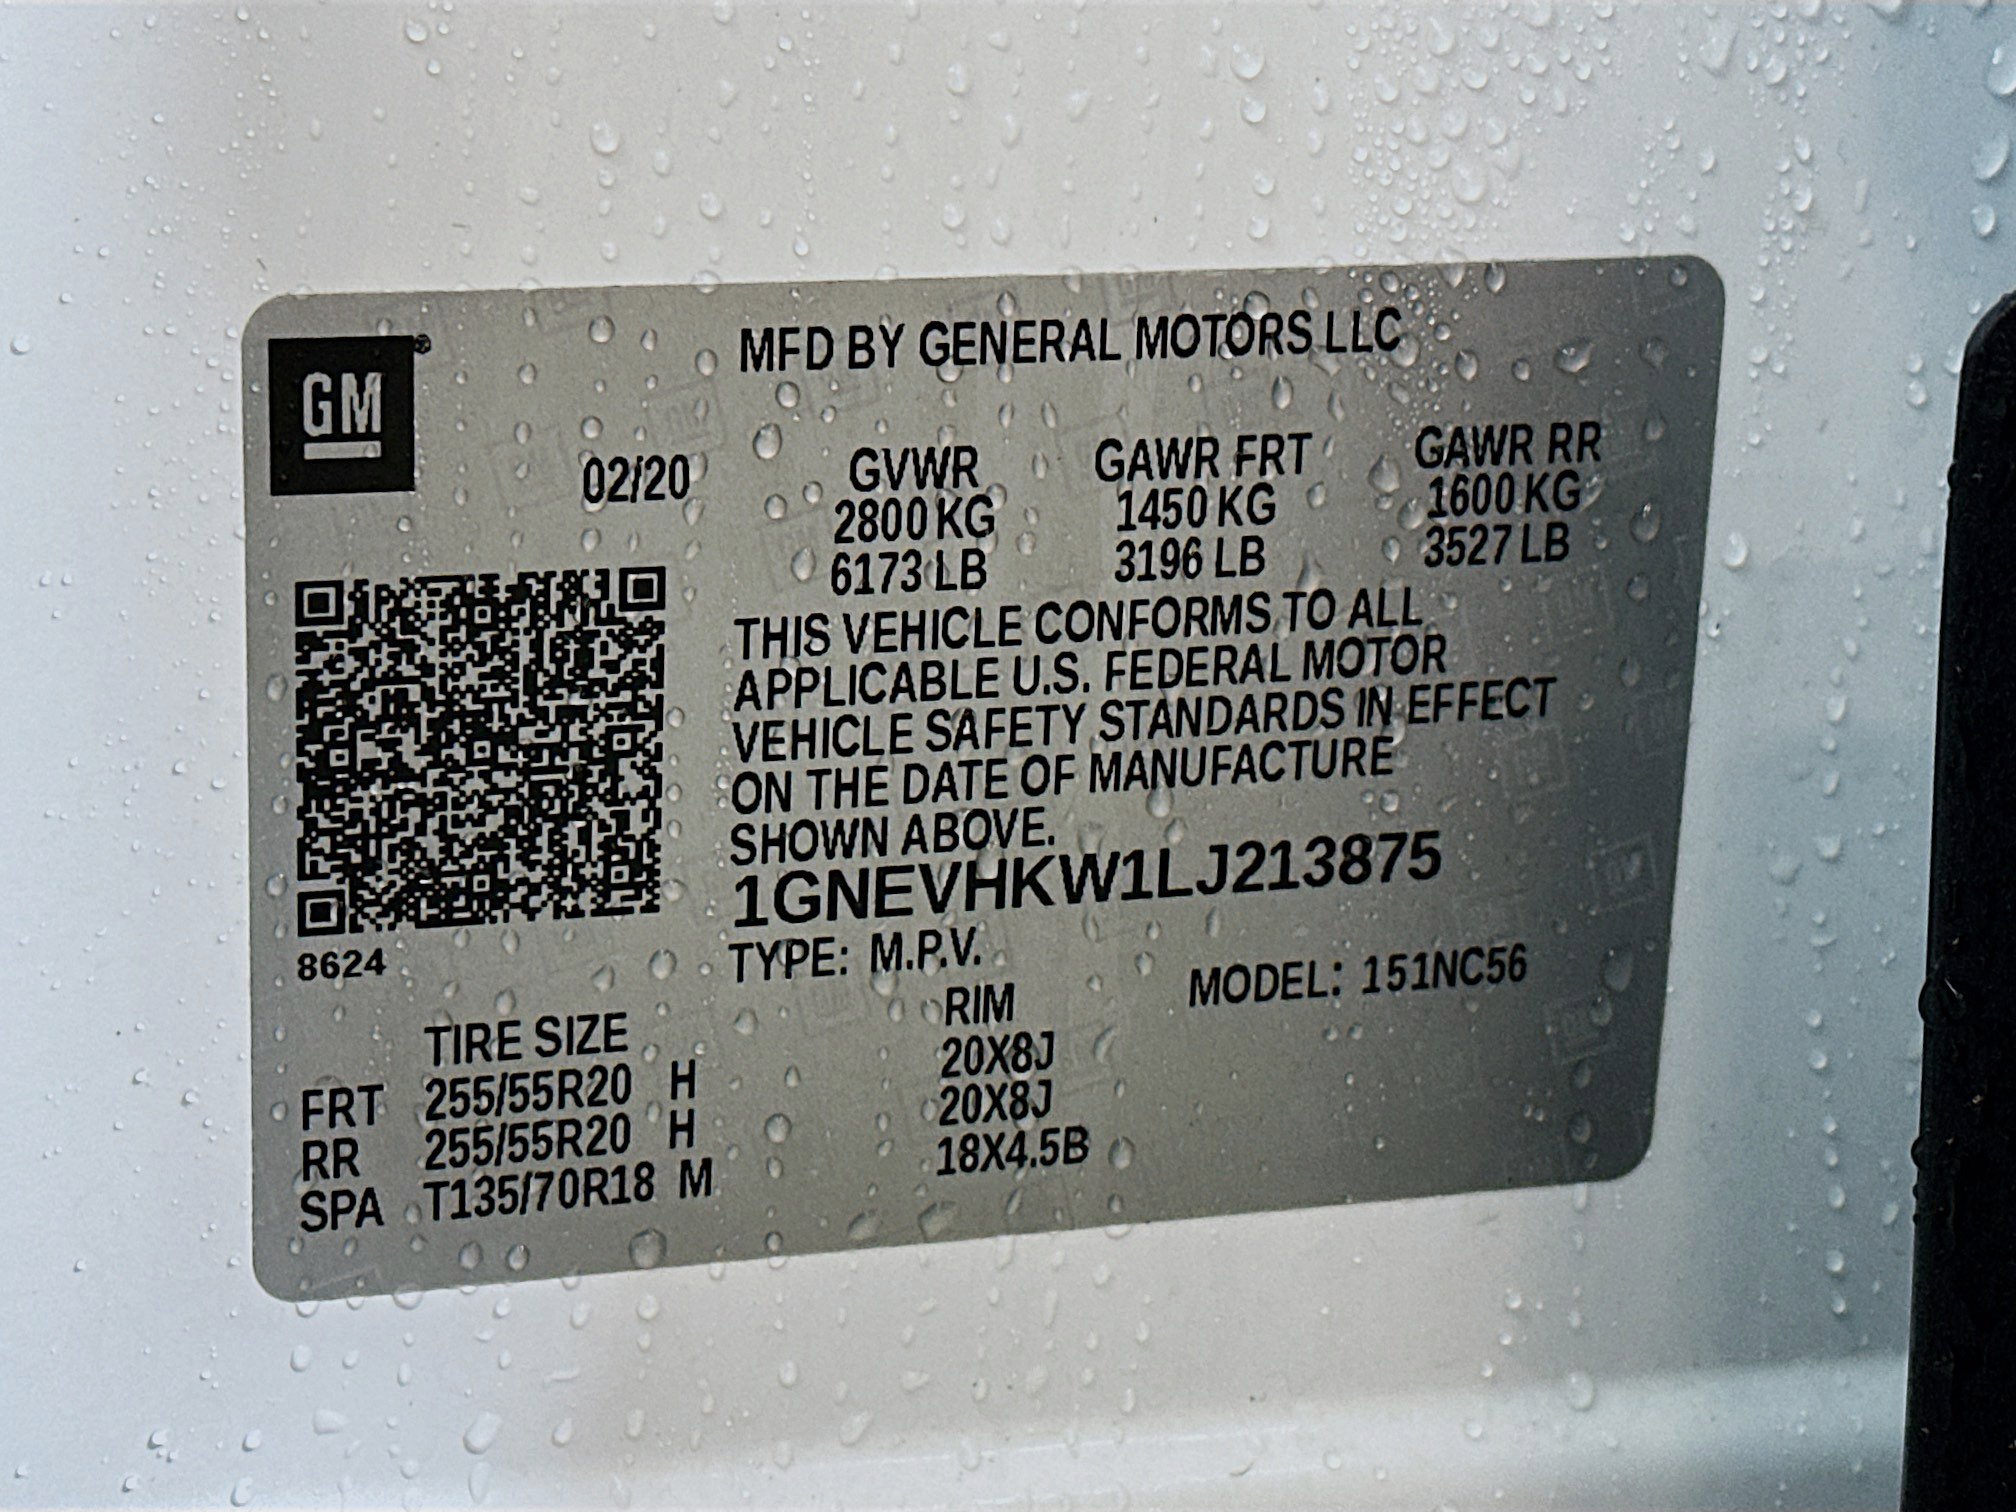 GM®
MFD BY GENERAL MOTORS LLC
02/20
GVWR GAWR FRT GAWR RR
2800 KG 1450 KG 1600 KG
6173 LB 3196 LB 3527 LB
THIS VEHICLE CONFORMS TO ALL
APPLICABLE U.S. FEDERAL MOTOR
VEHICLE SAFETY STANDARDS IN EFFECT
ON THE DATE OF MANUFACTURE
SHOWN ABOVE.
1GNEVHKW1LJ213875
8624
TYPE: M.P.V. MODEL: 151NC56
TIRE SIZE RIM
FRT 255/55R20 H 20X8J
RR 255/55R20 H 20X8J
SPA T135/70R18 M 18X4.5B